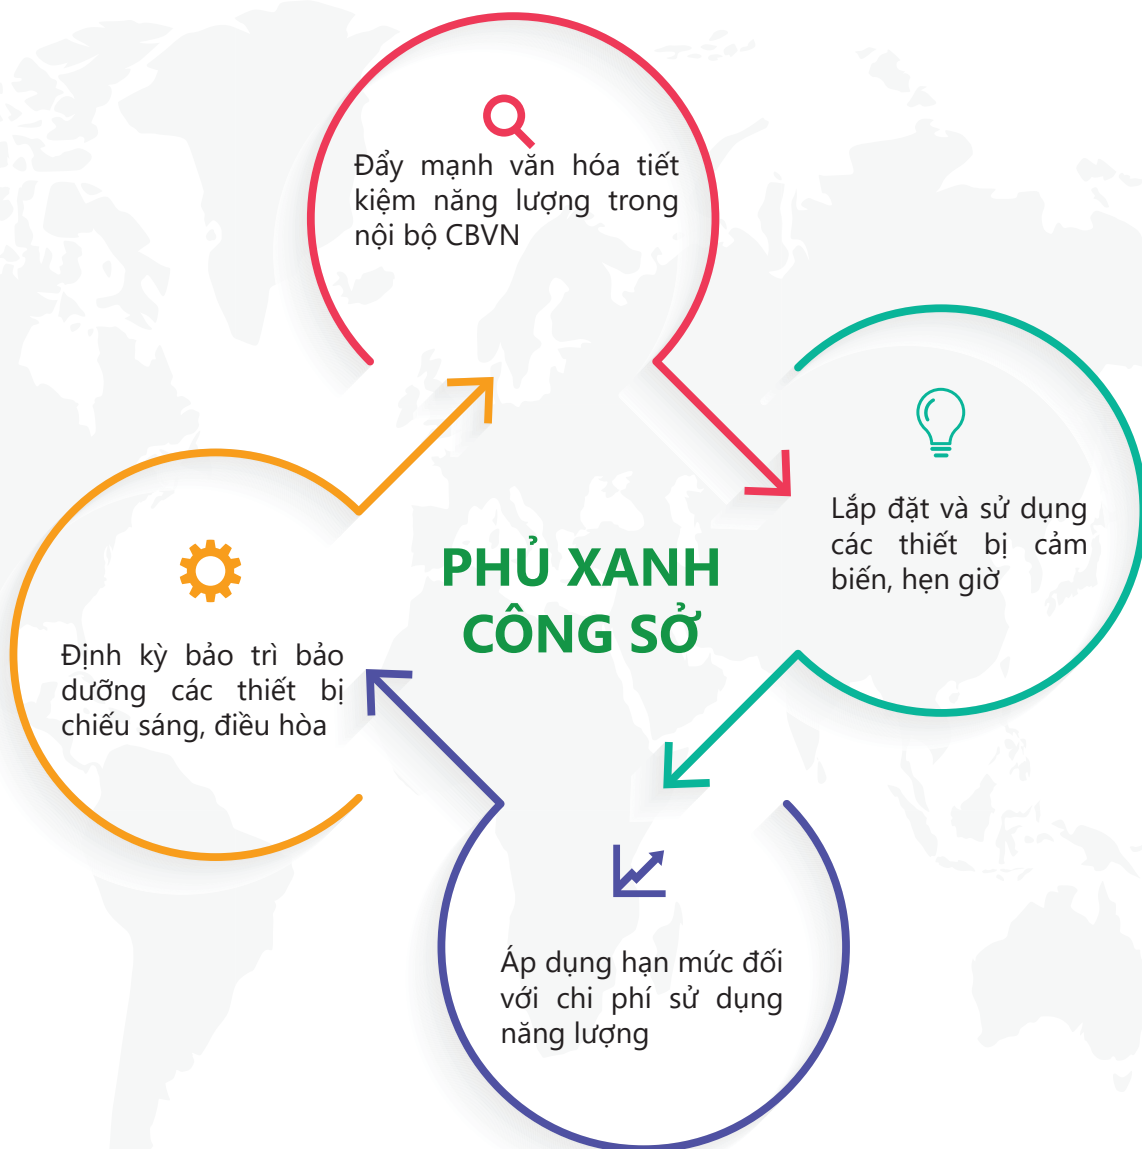 Đẩy mạnh văn hóa tiết
kiệm năng lượng trong
nội bộ CBVN
Lắp đặt và sử dụng
các thiết bị cảm
biến, hẹn giờ
PHỦ XANH
CÔNG SỞ
Định kỳ bảo trì bảo
dưỡng các thiết bị
chiếu sáng, điều hòa
Áp dụng hạn mức đối
với chi phí sử dụng
năng lượng